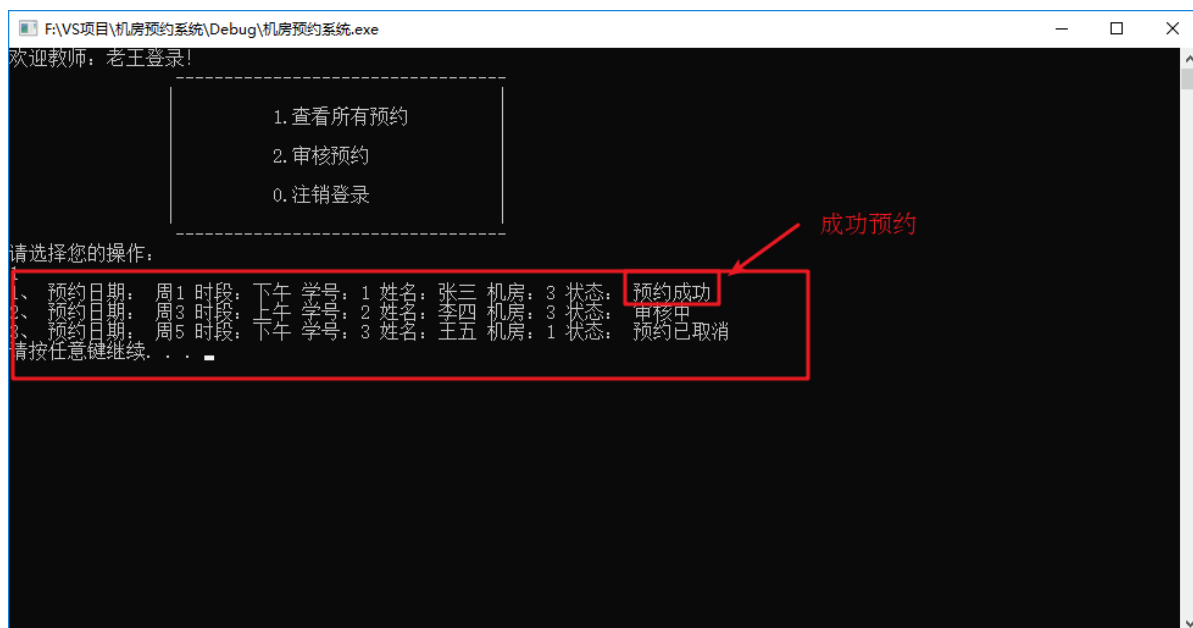 F:\VS项目\机房预约系统\Debug\机房预约系统.exe
欢迎教师：老王登录！
1.查看所有预约
2.审核预约
0.注销登录
成功预约
请选择您的操作：
1
1、 预约日期： 周1 时段：下午 学号：1 姓名：张三 机房：3 状态： 预约成功
2、 预约日期： 周3 时段：上午 学号：2 姓名：李四 机房：3 状态： 审核中
3、 预约日期： 周5 时段：下午 学号：3 姓名：王五 机房：1 状态： 预约已取消
请按任意键继续. . .